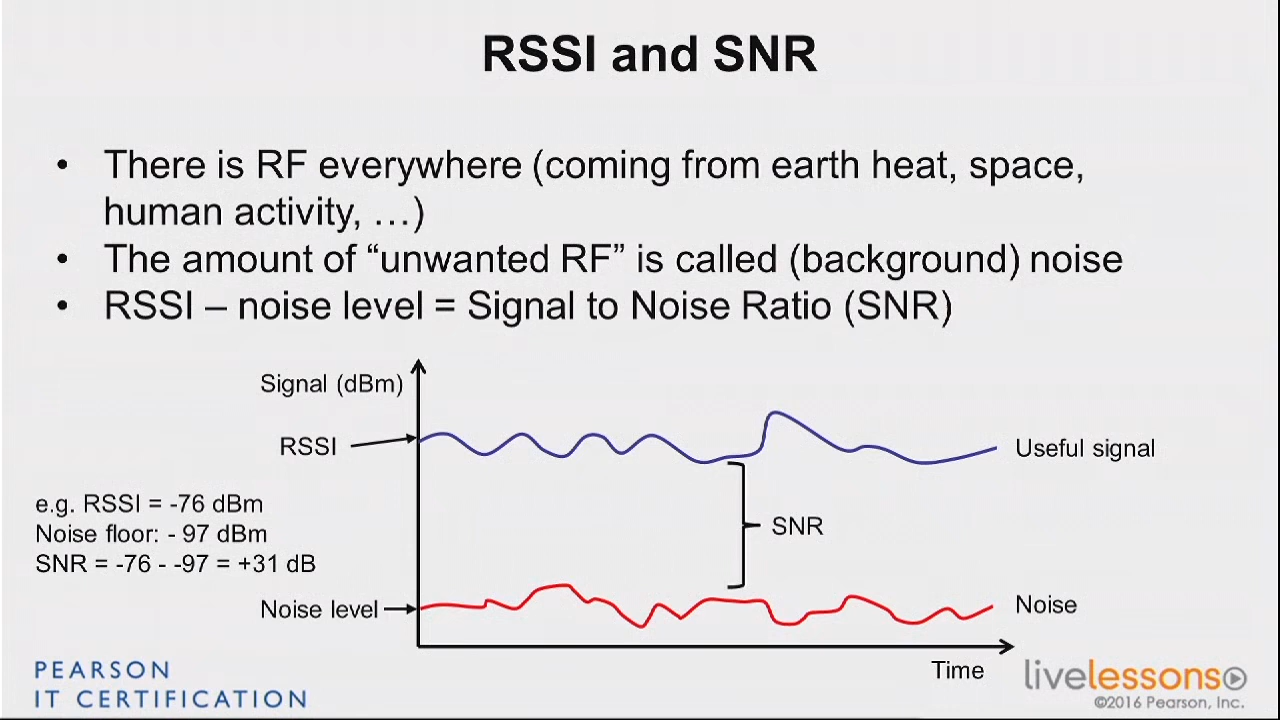 RSSI and SNR
• There is RF everywhere (coming from earth heat, space,
human activity, …)
• The amount of “unwanted RF” is called (background) noise
• RSSI – noise level = Signal to Noise Ratio (SNR)
Signal (dBm)
RSSI
Useful signal
e.g. RSSI = -76 dBm
Noise floor: - 97 dBm
SNR = -76 - -97 = +31 dB
SNR
Noise level
Noise
Time
PEARSON
IT CERTIFICATION
livelessons
©2016 Pearson, Inc.